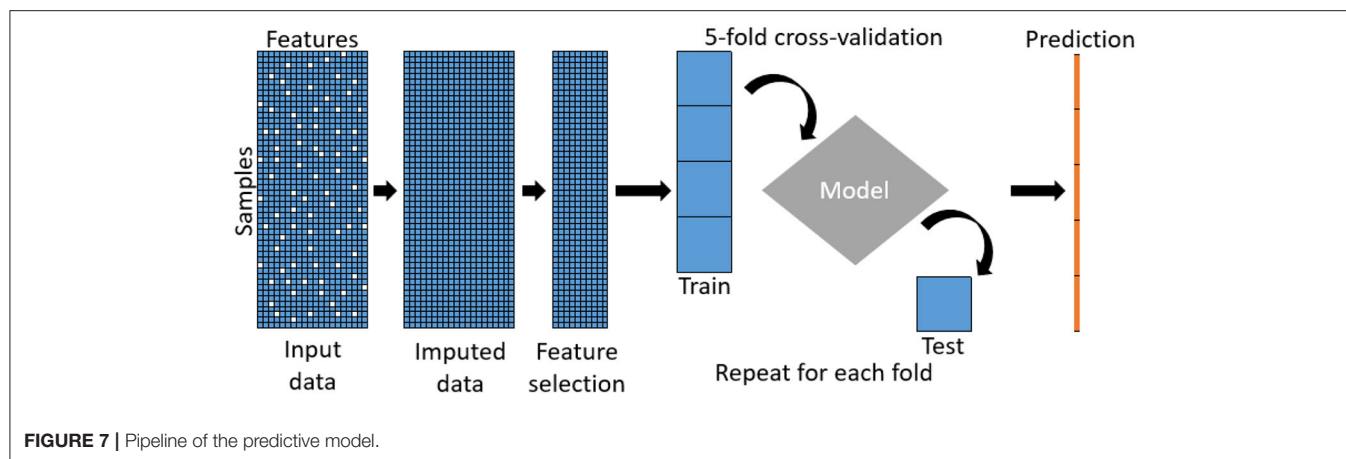 Features
Samples
Input
data
Imputed
data
Feature
selection
5-fold cross-validation
Train
Model
Test
Repeat for each fold
Prediction
FIGURE 7 | Pipeline of the predictive model.